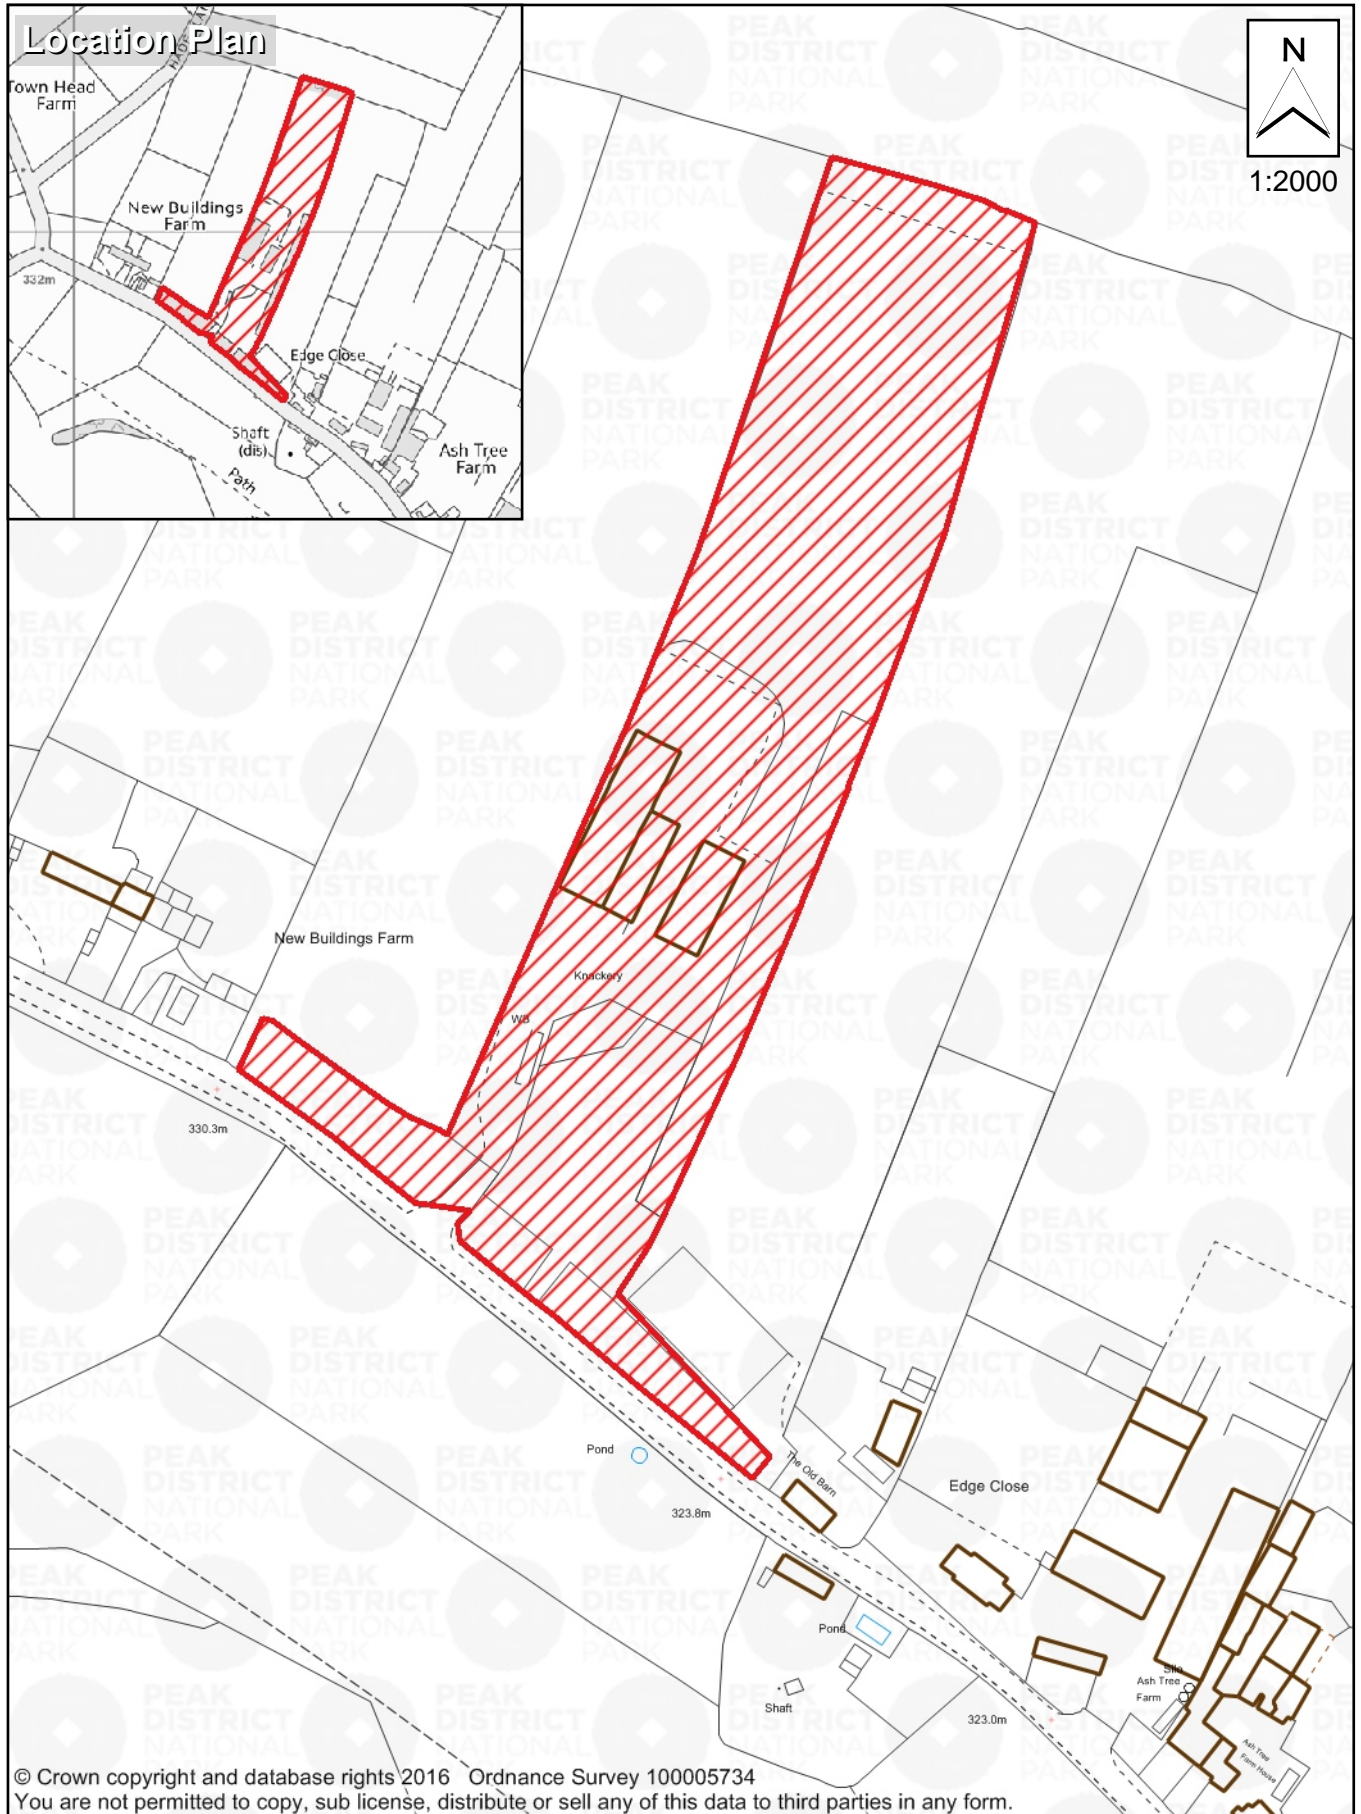 Location Plan
Town Head
Farm
New Buildings
Farm
332m
Edge Close
Shaft
(dis)
Path
Ash Tree
Farm
N
1:2000
PEAK
DISTRICT
NATIONAL
PARK
New Buildings Farm
Knackery
WB
330.3m
Pond
323.8m
The Old Barn
Edge Close
Pond
Shaft
323.0m
Silo
Ash Tree
Farm
Ash Tree
Farm House
© Crown copyright and database rights 2016 Ordnance Survey 100005734
You are not permitted to copy, sub license, distribute or sell any of this data to third parties in any form.